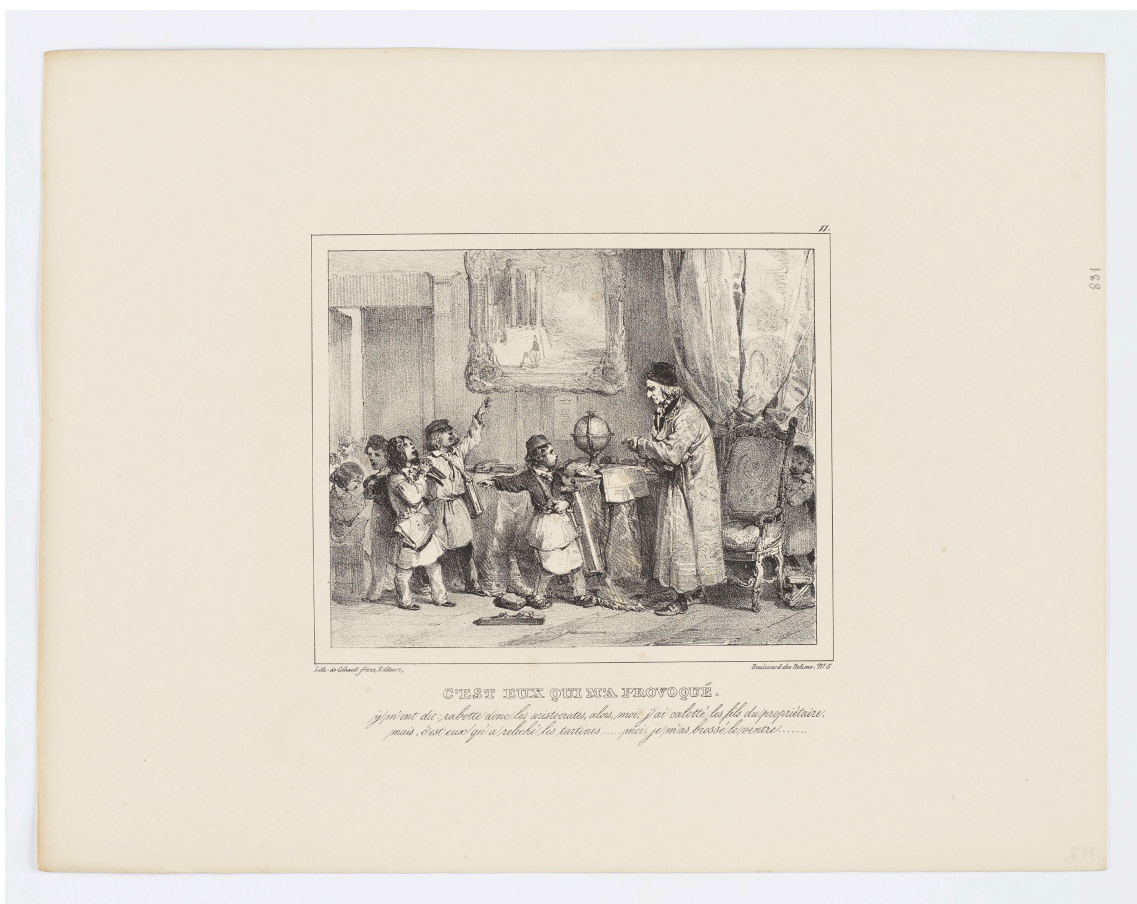 11.
831
Lith. de Gihaut frères, Editeurs,
Boulevard des Italiens, Nº 5
C'EST EUX QUI M'A PROVOQUÉ.
y m'ont dit, rabotte donc les aristocrates, alors, moi, j'ai calotté les fils du propriétaire,
mais, c'est eux qu'a reliché les tartines..... moi, je m'as brossé le ventre......